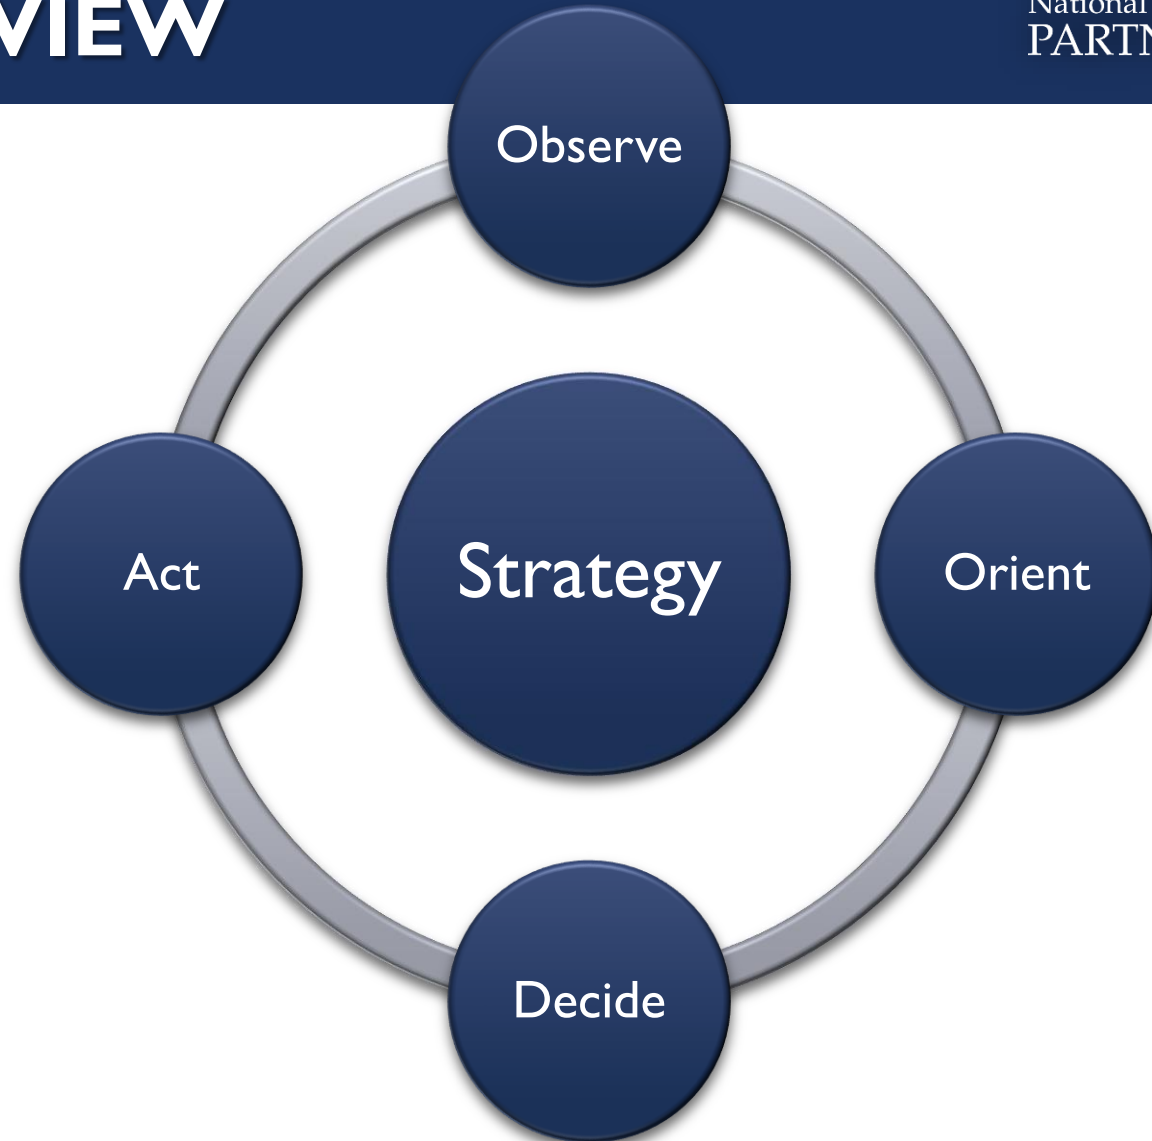 VIEW
National
PARTN
Observe
Act
Strategy
Orient
Decide